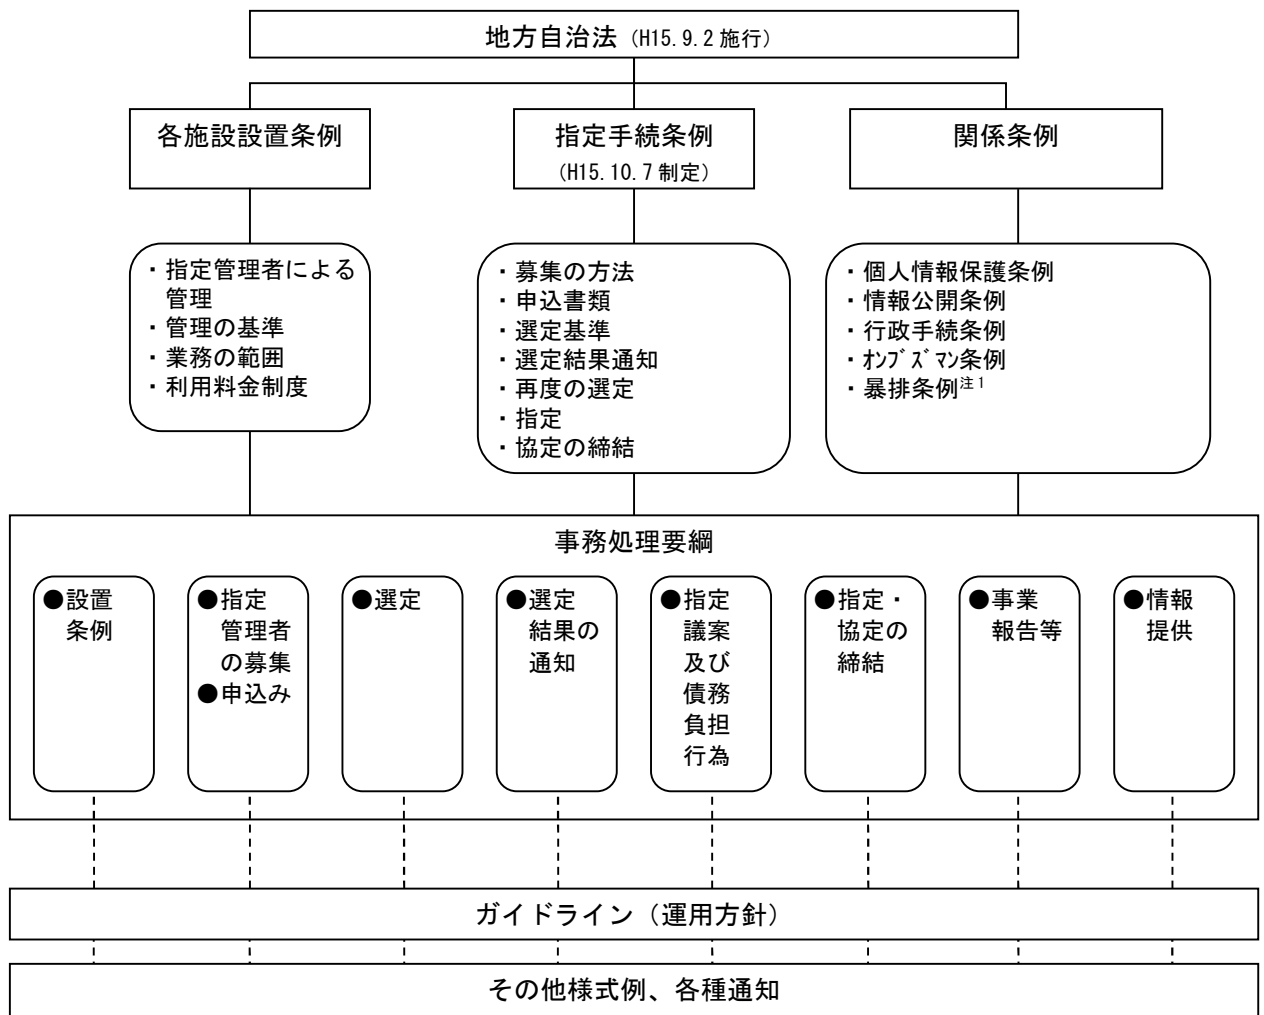 地方自治法（H15.9.2 施行）
各施設設置条例
指定手続条例
（H15.10.7 制定）
関係条例
・指定管理者による
管理
・管理の基準
・業務の範囲
・利用料金制度
・募集の方法
・申込書類
・選定基準
・選定結果通知
・再度の選定
・指定
・協定の締結
・個人情報保護条例
・情報公開条例
・行政手続条例
・ｵﾝﾌﾞｽﾞﾏﾝ条例
・暴排条例注1
事務処理要綱
●設置
条例
●指定
管理者
の募集
●申込み
●選定
●選定
結果の
通知
●指定
議案
及び
債務
負担
行為
●指定・
協定の
締結
●事業
報告等
●情報
提供
ガイドライン（運用方針）
その他様式例、各種通知